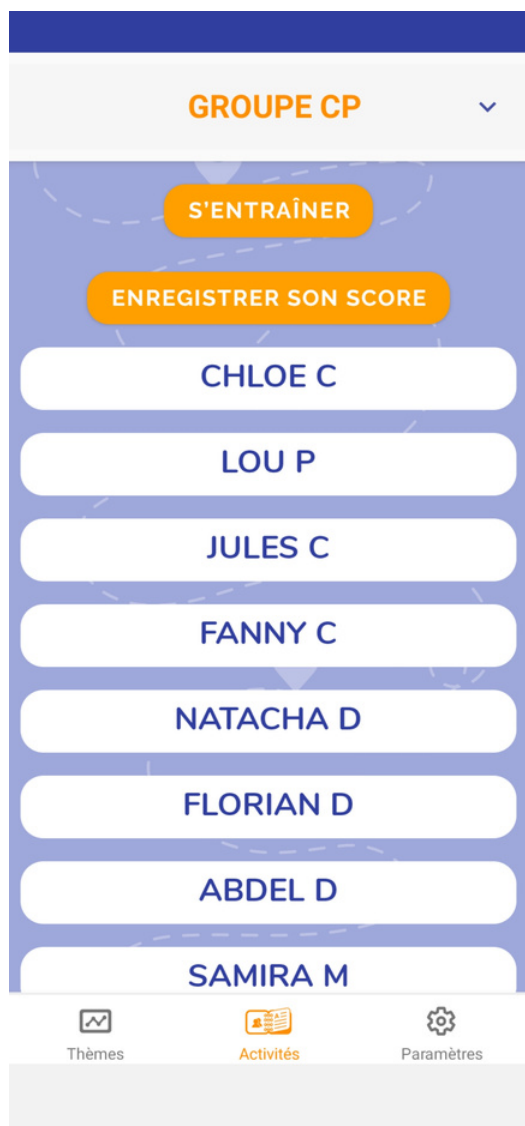 GROUPE CP
S'ENTRAÎNER
ENREGISTRER SON SCORE
CHLOE C
LOU P
JULES C
FANNY C
NATACHA D
FLORIAN D
ABDEL D
SAMIRA M
Thèmes
Activités
Paramètres